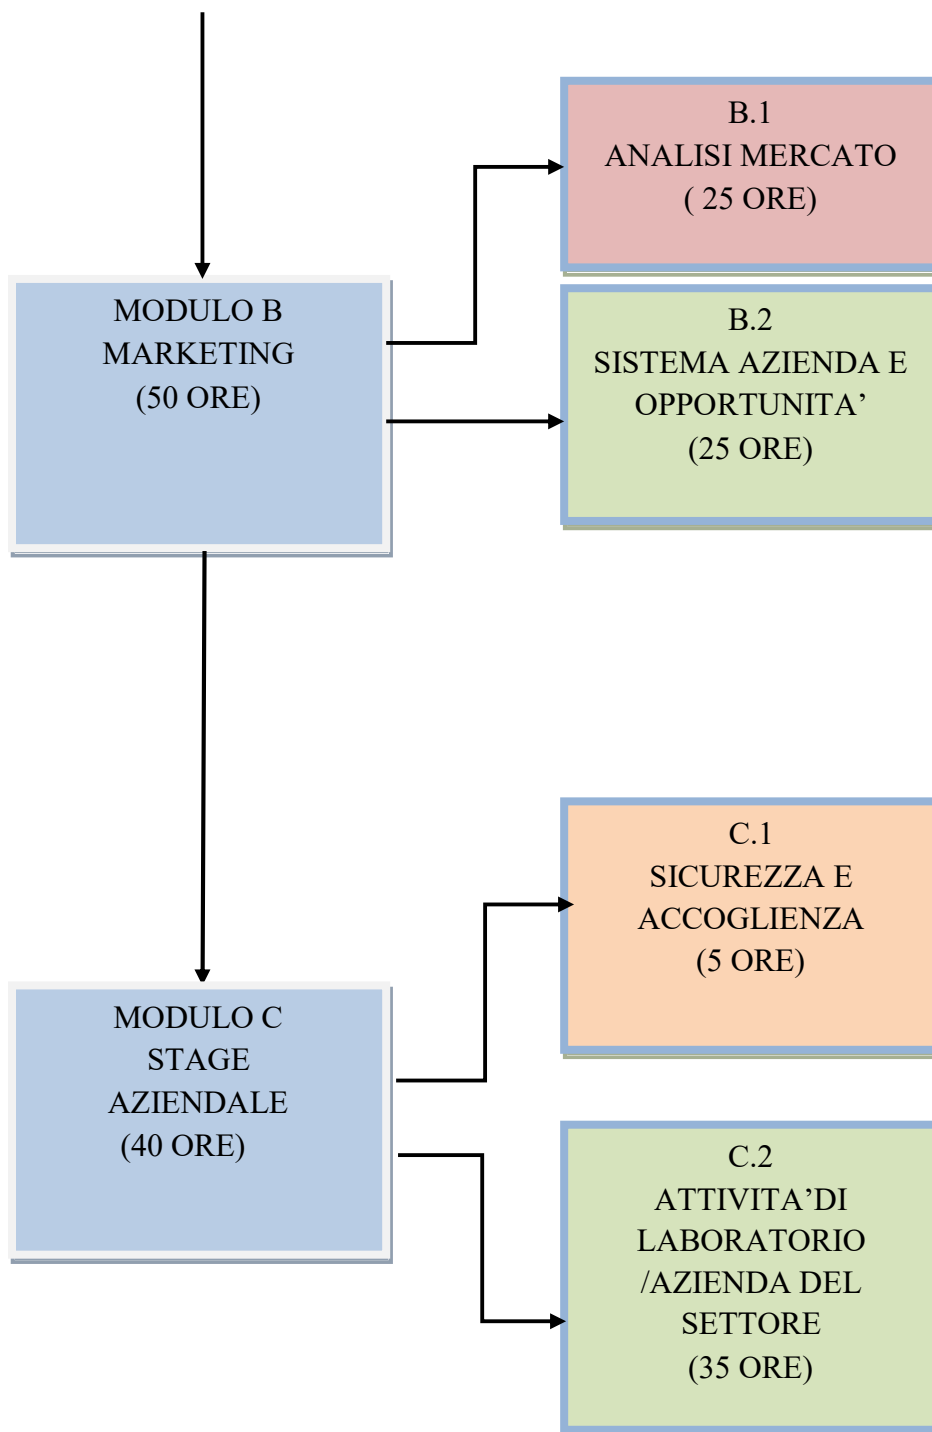 B.1
ANALISI MERCATO
( 25 ORE)
MODULO B
MARKETING
(50 ORE)
B.2
SISTEMA AZIENDA E
OPPORTUNITA’
(25 ORE)
C.1
SICUREZZA E
ACCOGLIENZA
(5 ORE)
MODULO C
STAGE
AZIENDALE
(40 ORE)
C.2
ATTIVITA’DI
LABORATORIO
/AZIENDA DEL
SETTORE
(35 ORE)